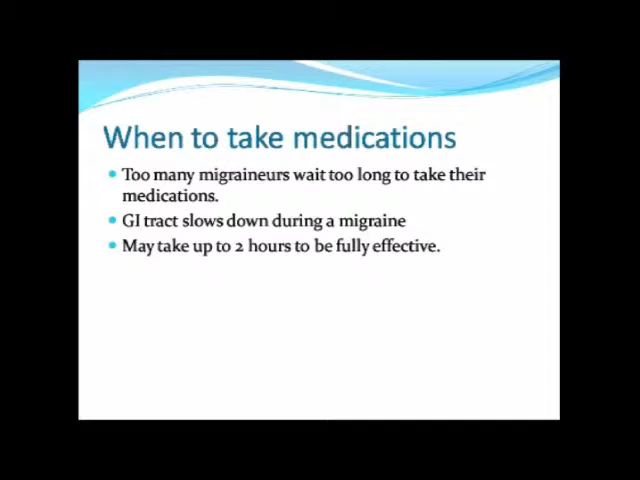 When to take medications
Too many migraineurs wait too long to take their
medications.
GI tract slows down during a migraine
May take up to 2 hours to be fully effective.